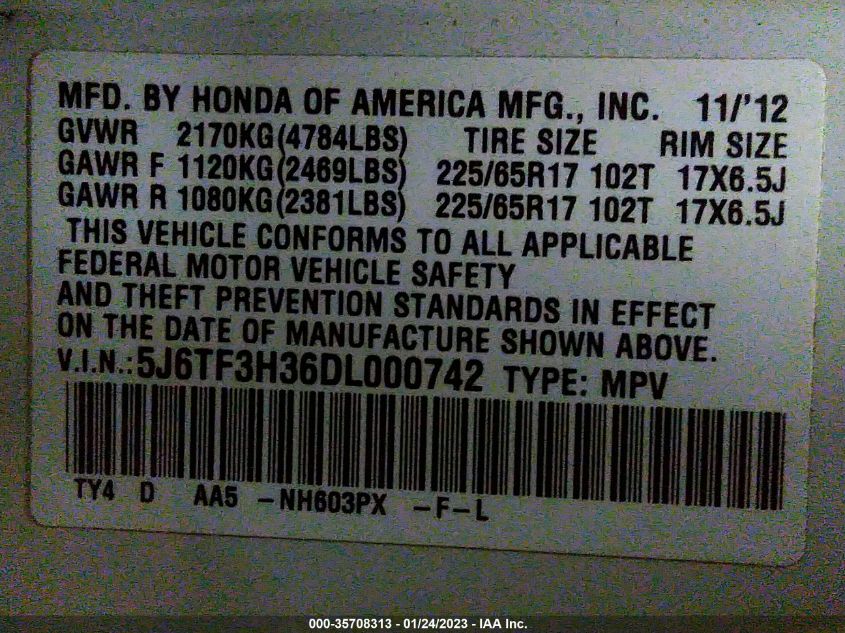 MFD. BY HONDA OF AMERICA MFG., INC. 11/'12
GVWR 2170KG(4784LBS) TIRE SIZE RIM SIZE
GAWR F 1120KG(2469LBS) 225/65R17 102T 17X6.5J
GAWR R 1080KG(2381LBS) 225/65R17 102T 17X6.5J
THIS VEHICLE CONFORMS TO ALL APPLICABLE
FEDERAL MOTOR VEHICLE SAFETY
AND THEFT PREVENTION STANDARDS IN EFFECT
ON THE DATE OF MANUFACTURE SHOWN ABOVE.
V.I.N.:5J6TF3H36DL000742 TYPE: MPV
TY4 D AA5 -NH603PX -F-L
000-35708313 - 01/24/2023 - IAA Inc.